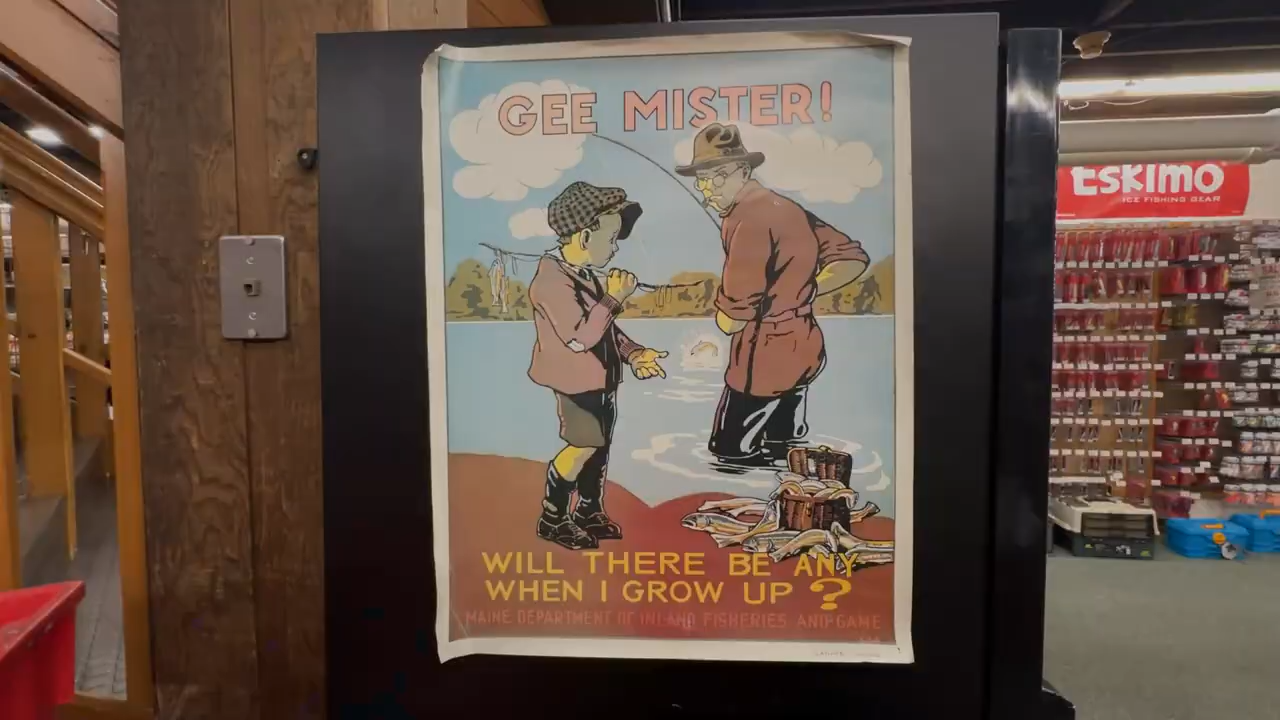 GEE MISTER!
WILL THERE BE ANY
WHEN I GROW UP?
MAINE DEPARTMENT OF INLAND FISHERIES AND GAME
ESKIMO
ICE FISHING GEAR